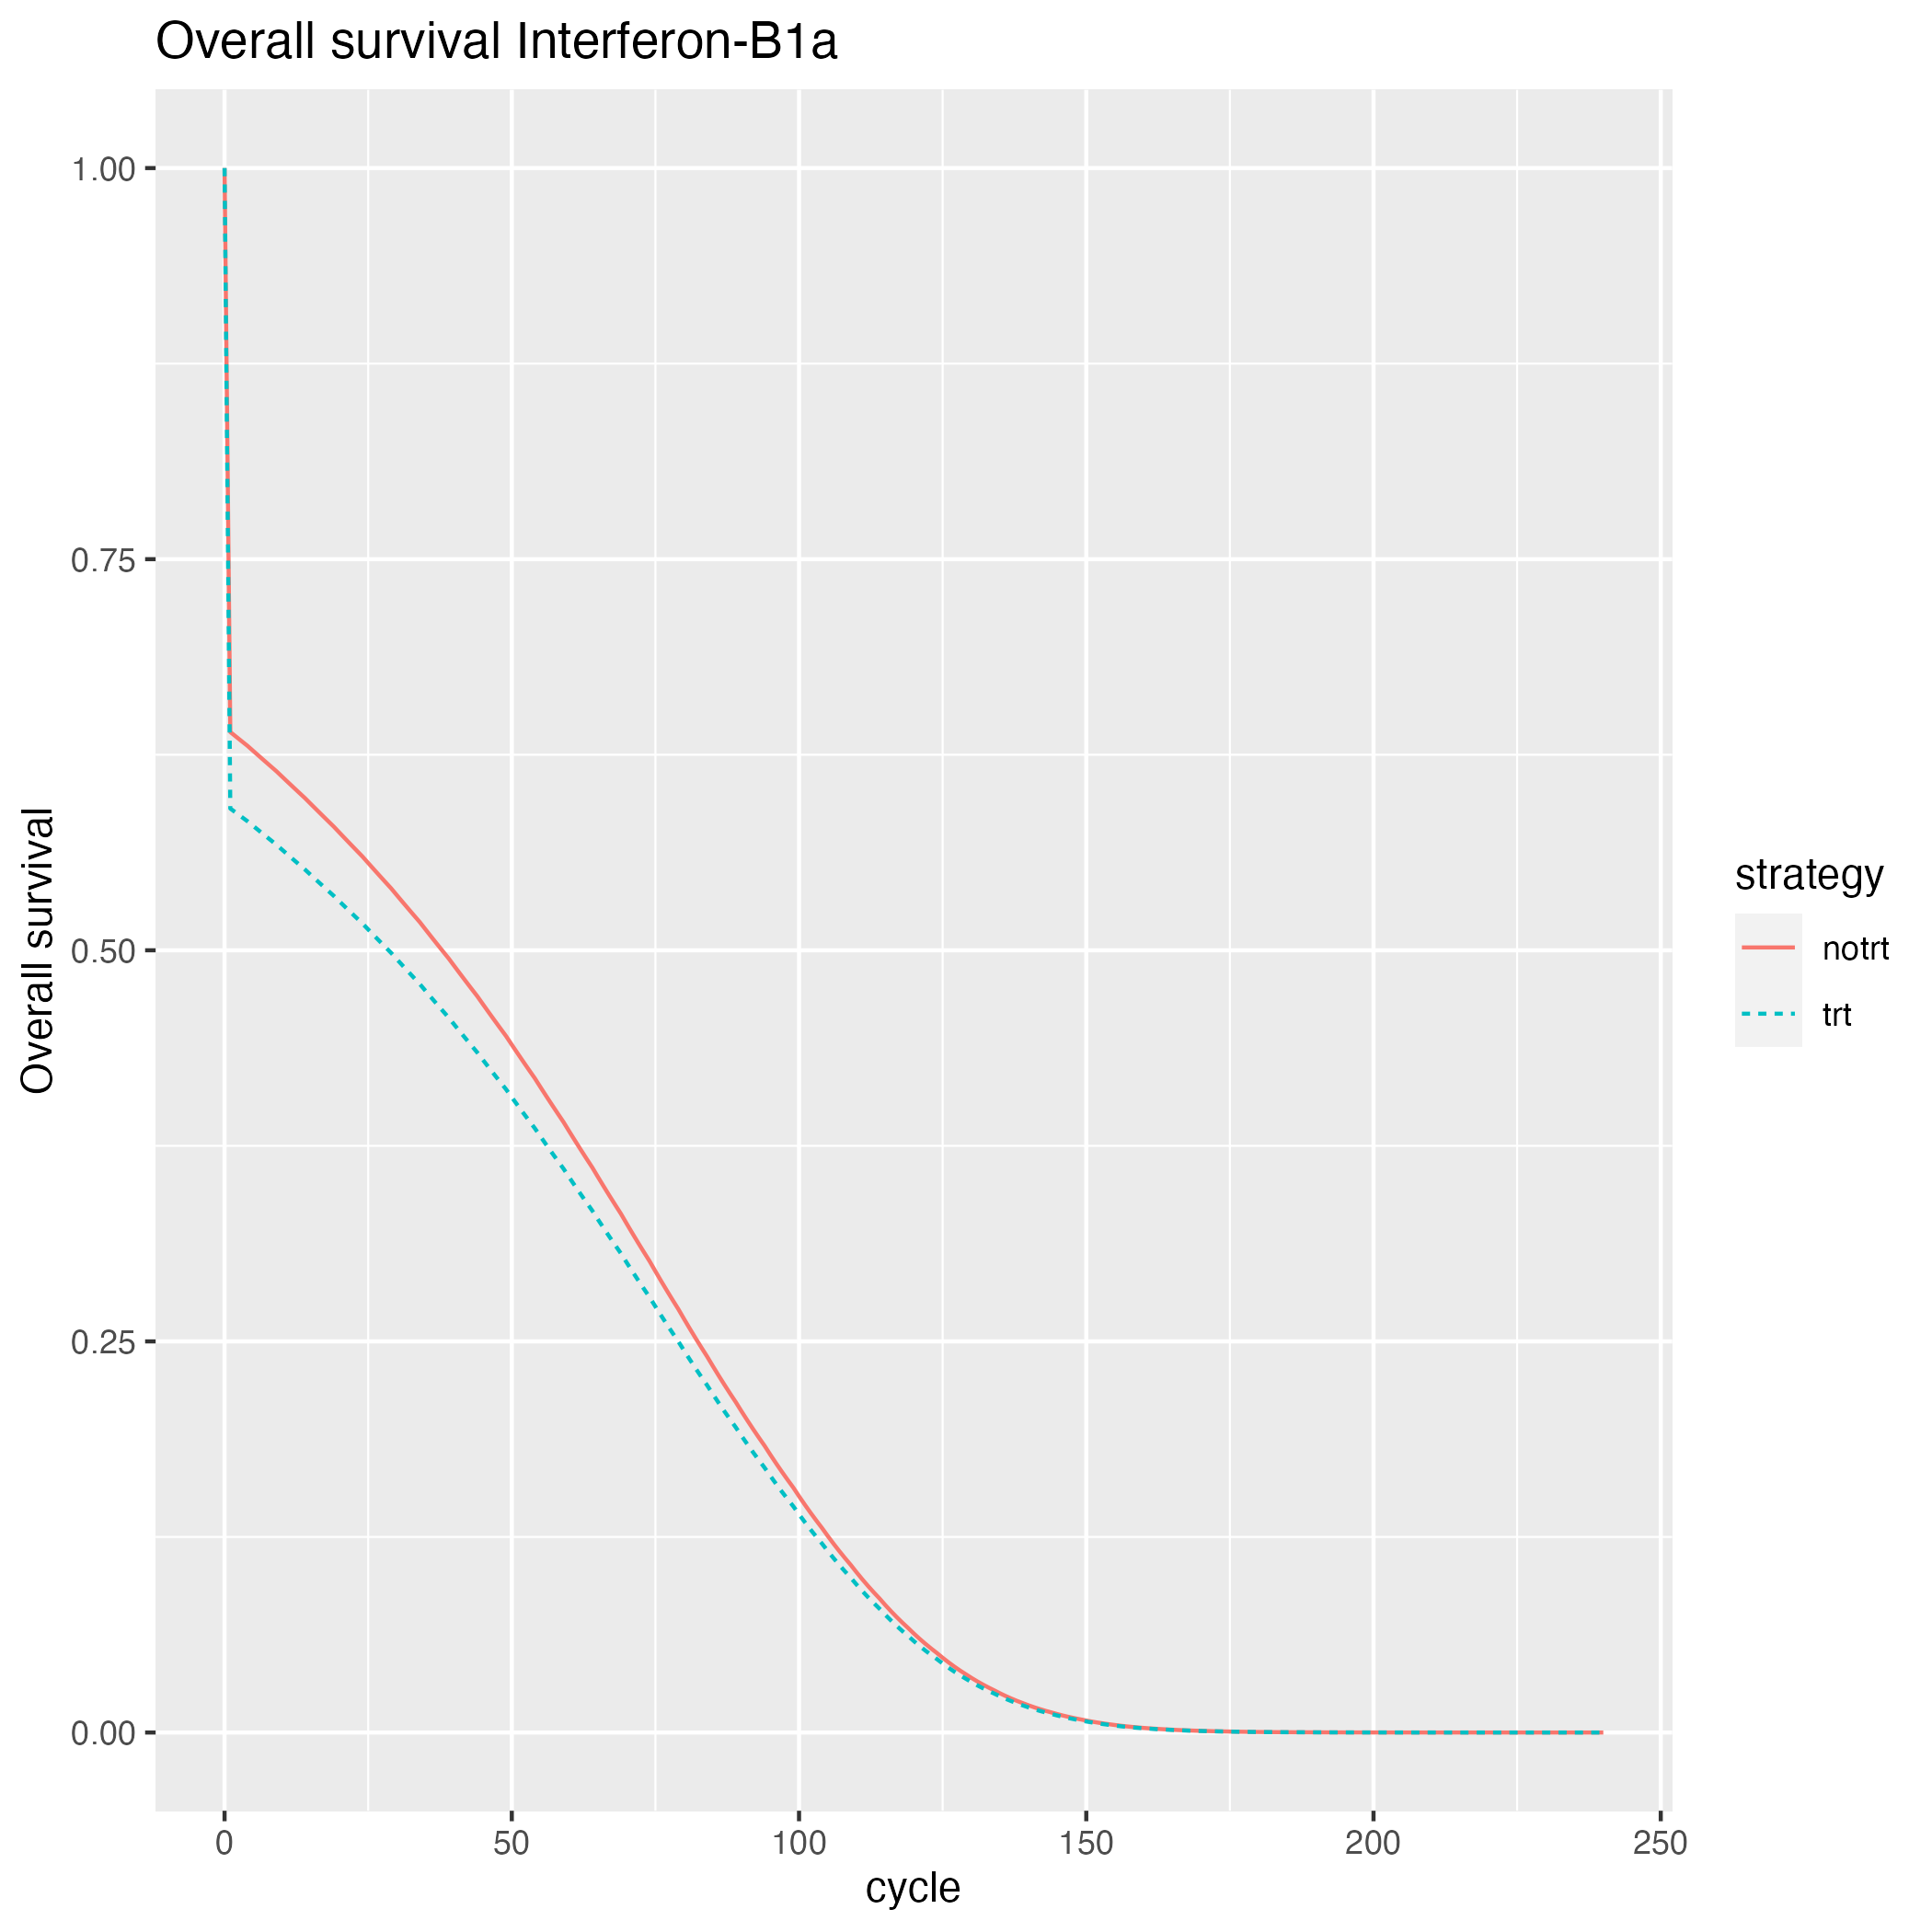 Overall survival Interferon-B1a
1.00
0.75
0.50
0.25
0.00
Overall survival
0 50 100 150 200 250
cycle
strategy
notrt
trt